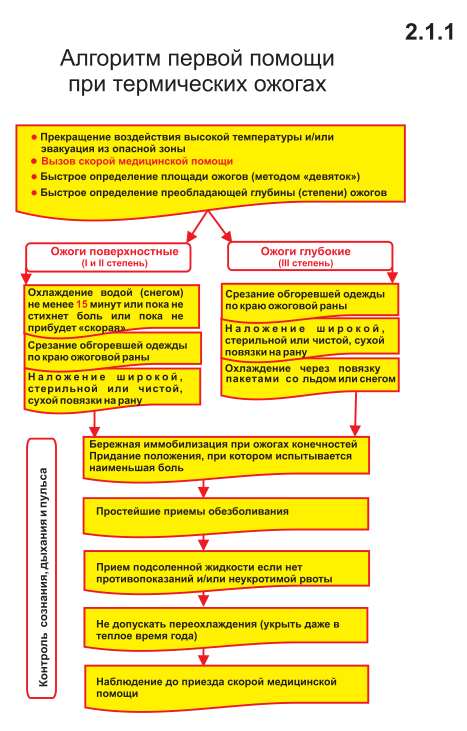 2.1.1
Алгоритм первой помощи
при термических ожогах
● Прекращение воздействия высокой температуры и/или
эвакуация из опасной зоны
● Вызов скорой медицинской помощи
● Быстрое определение площади ожогов (методом «девяток»)
● Быстрое определение преобладающей глубины (степени) ожогов
Ожоги поверхностные
(I и II степень)
Охлаждение водой (снегом)
не менее 15 минут или пока не
стихнет боль или пока не
прибудет «скорая»
Срезание обгоревшей одежды
по краю ожоговой раны
Наложение широкой,
стерильной или чистой,
сухой повязки на рану
Ожоги глубокие
(III степень)
Срезание обгоревшей одежды
по краю ожоговой раны
Наложение широкой,
стерильной или чистой, сухой
повязки на рану
Охлаждение через повязку
пакетами со льдом или снегом
Контроль сознания, дыхания и пульса
Бережная иммобилизация при ожогах конечностей
Придание положения, при котором испытывается
наименьшая боль
Простейшие приемы обезболивания
Прием подсоленной жидкости если нет
противопоказаний и/или неукротимой рвоты
Не допускать переохлаждения (укрыть даже в
теплое время года)
Наблюдение до приезда скорой медицинской
помощи